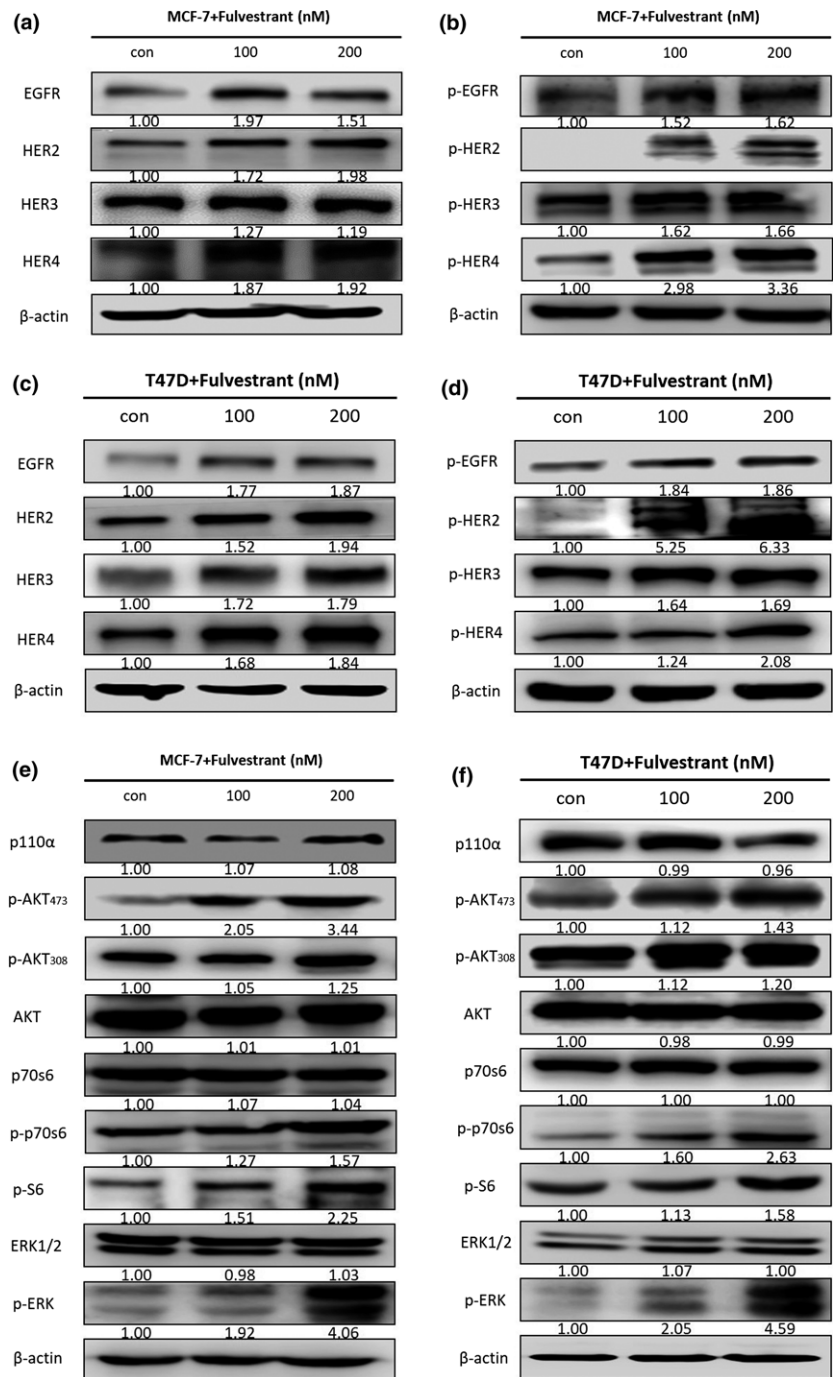 (a)
MCF-7+Fulvestrant (nM)
con 100 200
EGFR
1.00 1.97 1.51
HER2
1.00 1.72 1.98
HER3
1.00 1.27 1.19
HER4
1.00 1.87 1.92
β-actin
(b)
MCF-7+Fulvestrant (nM)
con 100 200
p-EGFR
1.00 1.52 1.62
p-HER2
p-HER3
1.00 1.62 1.66
p-HER4
1.00 2.98 3.36
β-actin
(c)
T47D+Fulvestrant (nM)
con 100 200
EGFR
1.00 1.77 1.87
HER2
1.00 1.52 1.94
HER3
1.00 1.72 1.79
HER4
1.00 1.68 1.84
β-actin
(d)
T47D+Fulvestrant (nM)
con 100 200
p-EGFR
1.00 1.84 1.86
p-HER2
1.00 5.25 6.33
p-HER3
1.00 1.64 1.69
p-HER4
1.00 1.24 2.08
β-actin
(e)
MCF-7+Fulvestrant (nM)
con 100 200
p110α
1.00 1.07 1.08
p-AKT473
1.00 2.05 3.44
p-AKT308
1.00 1.05 1.25
AKT
1.00 1.01 1.01
p70s6
1.00 1.07 1.04
p-p70s6
1.00 1.27 1.57
p-S6
1.00 1.51 2.25
ERK1/2
1.00 0.98 1.03
p-ERK
1.00 1.92 4.06
β-actin
(f)
T47D+Fulvestrant (nM)
con 100 200
p110α
1.00 0.99 0.96
p-AKT473
1.00 1.12 1.43
p-AKT308
1.00 1.12 1.20
AKT
1.00 0.98 0.99
p70s6
1.00 1.00 1.00
p-p70s6
1.00 1.60 2.63
p-S6
1.00 1.13 1.58
ERK1/2
1.00 1.07 1.00
p-ERK
1.00 2.05 4.59
β-actin